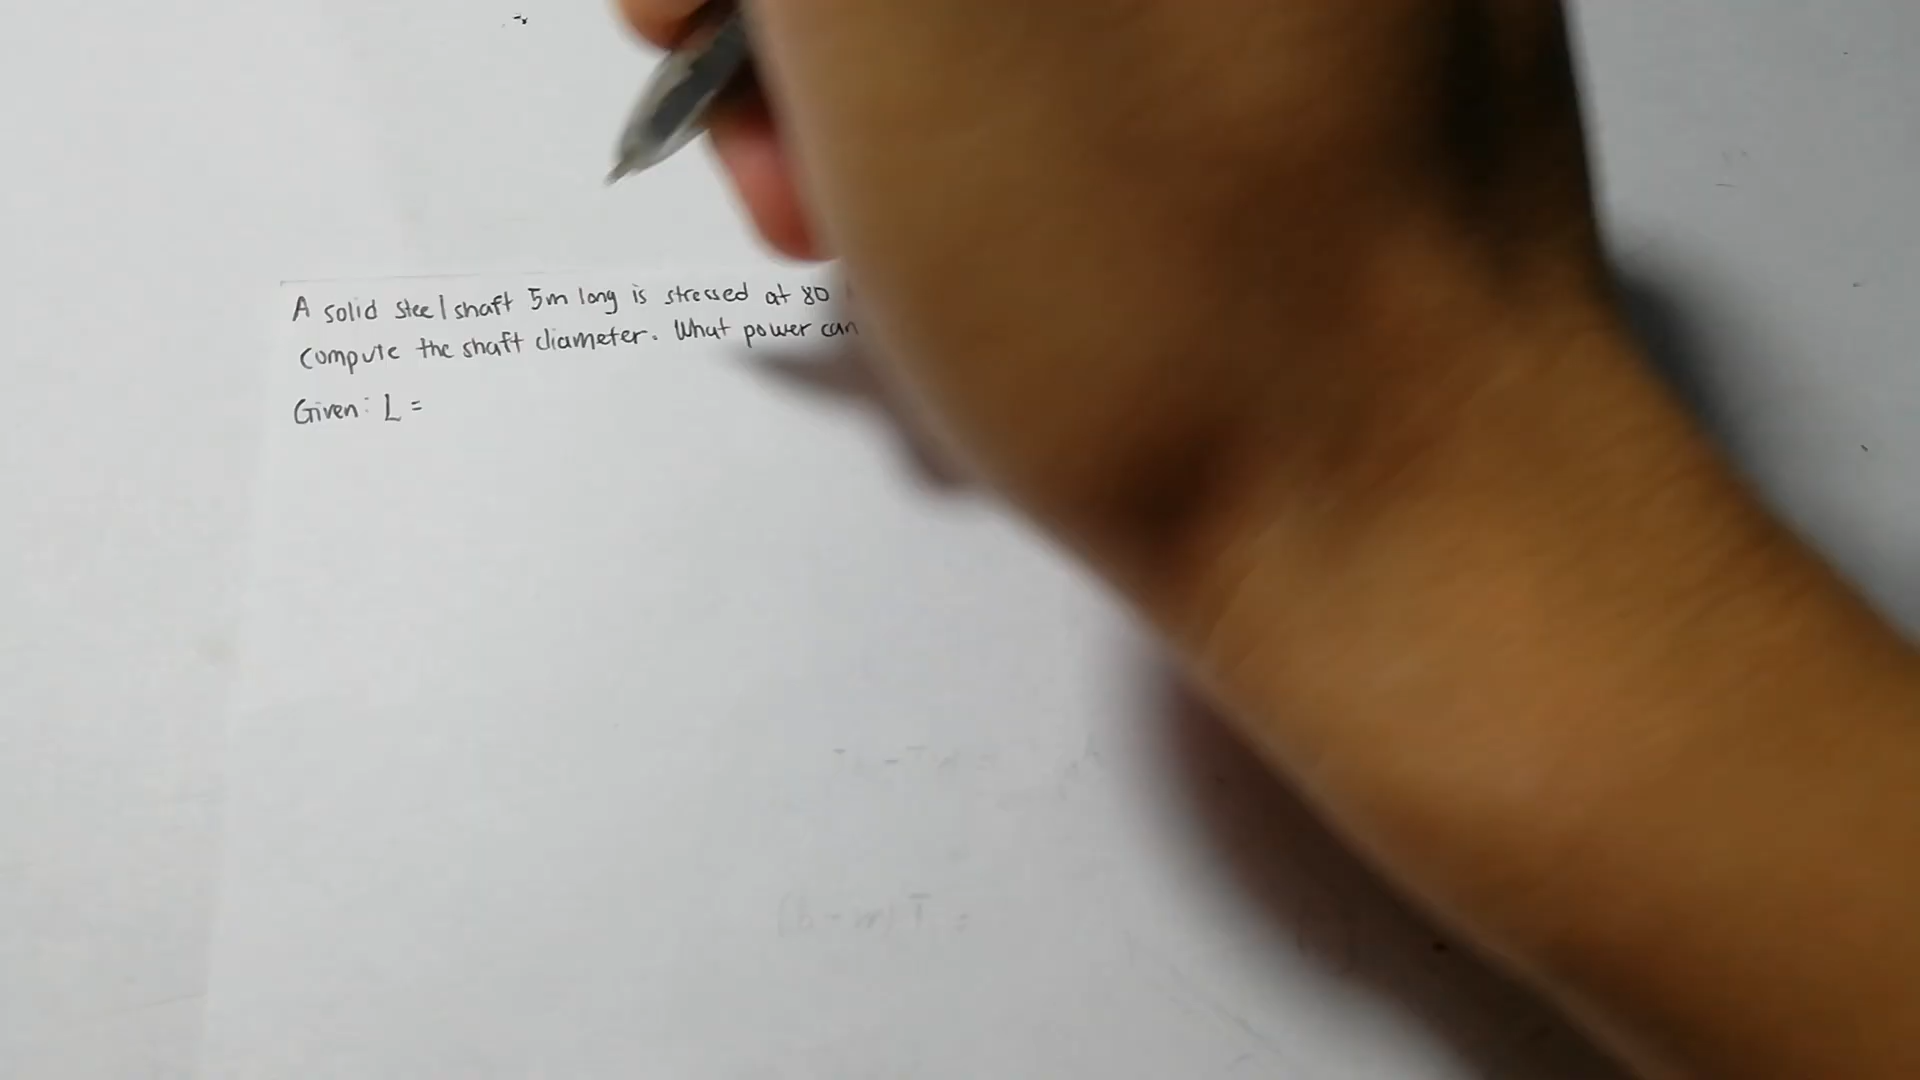 A solid steel shaft 5m long is stressed at 80
compute the shaft diameter. What power can
Given: L =